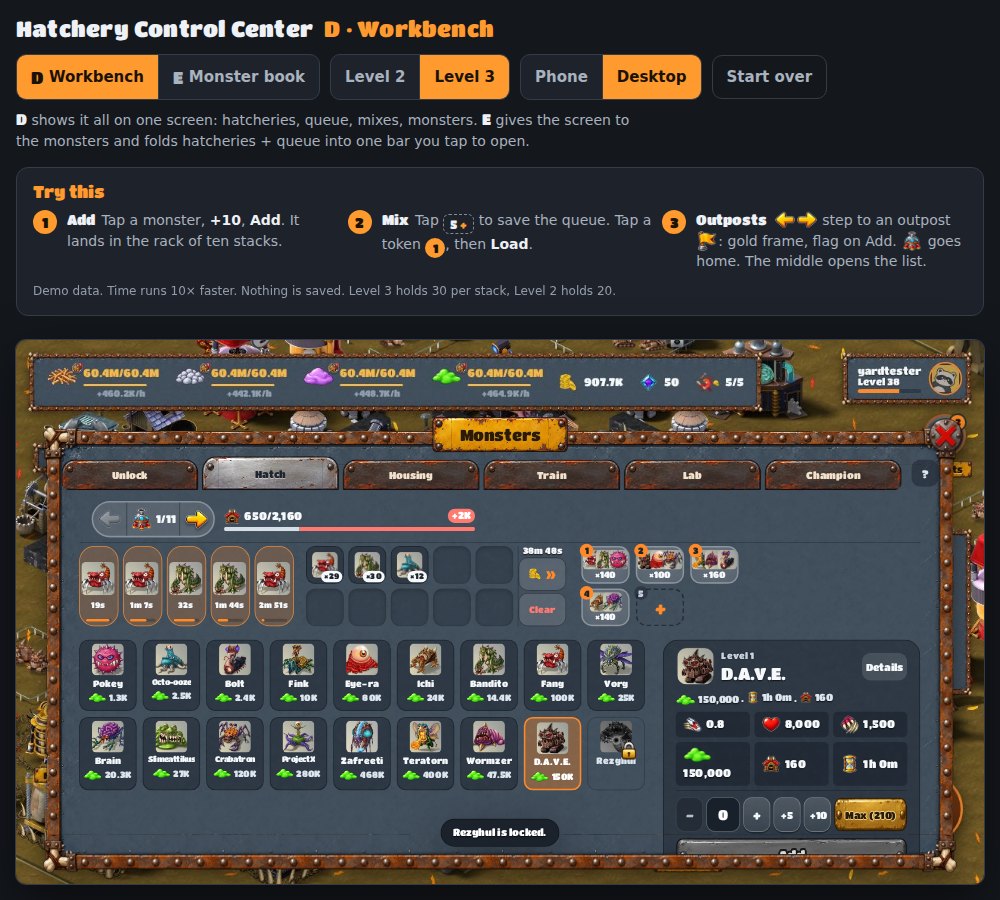 Hatchery Control Center D · Workbench
D Workbench E Monster book Level 2 Level 3 Phone Desktop Start over
D shows it all on one screen: hatcheries, queue, mixes, monsters. E gives the screen to
the monsters and folds hatcheries + queue into one bar you tap to open.
Try this
1 Add Tap a monster, +10, Add. It
lands in the rack of ten stacks.
2 Mix Tap 5+ to save the queue. Tap a
token 1, then Load.
3 Outposts step to an outpost
: gold frame, flag on Add. goes
home. The middle opens the list.
Demo data. Time runs 10× faster. Nothing is saved. Level 3 holds 30 per stack, Level 2 holds 20.
60.4M/60.4M 60.4M/60.4M 60.4M/60.4M 60.4M/60.4M 907.7K 50 5/5
+460.2K/h +442.1K/h +448.7K/h +464.9K/h
yardtester
Level 38
Monsters
Unlock Hatch Housing Train Lab Champion ?
1/11 650/2,160 +2K
19s 1m 7s 32s 1m 44s 2m 51s
×29 ×30 ×12
38m 48s
Clear
1 ×140 2 ×100 3 ×160
4 ×140 5 +
Pokey Octo-ooze Bolt Fink Eye-ra Ichi Bandito Fang Vorg
1.3K 2.5K 2.4K 10K 80K 24K 14.4K 100K 25K
Brain Slimeattikus Crabatron ProjectX Zafreeti Teratorn Wormzer D.A.V.E. Rezghul
20.3K 27K 120K 280K 468K 400K 47.5K 150K
Level 1
D.A.V.E.
Details
150,000 · 1h 0m · 160
0.8 8,000 1,500
150,000 160 1h 0m
− 0 + +5 +10 Max (210)
Add
Rezghul is locked.